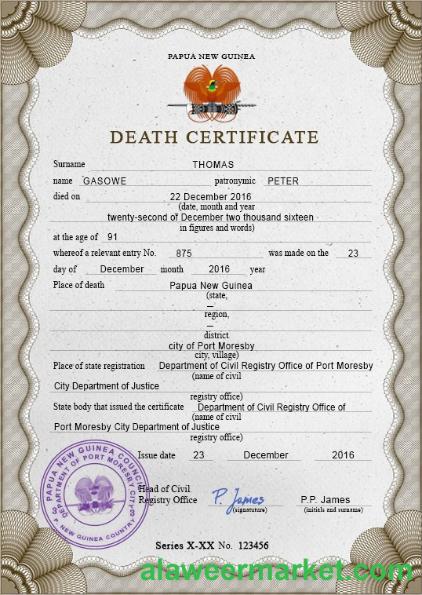 PAPUA NEW GUINEA
DEATH CERTIFICATE
Surname THOMAS
name GASOWE patronymic PETER
died on 22 December 2016
(date, month and year
twenty-second of December two thousand sixteen
in figures and words)
at the age of 91
whereof a relevant entry No. 875 was made on the 23
day of December month 2016 year
Place of death Papua New Guinea
(state,
—
region,
—
district
city of Port Moresby
city, village)
Place of state registration Department of Civil Registry Office of Port Moresby
(name of civil
City Department of Justice
registry office)
State body that issued the certificate Department of Civil Registry Office of
(name of civil
Port Moresby City Department of Justice
registry office)
Issue date 23 December 2016
PAPUA NEW GUINEA COUNCIL
DEPARTMENT OF PORT MORESBY CITY
P. NEW GUINEA COUNTRY
Head of Civil
Registry Office P. James P.P. James
(signature) (initials and surname)
Series X-XX No. 123456
alaweermarket.com